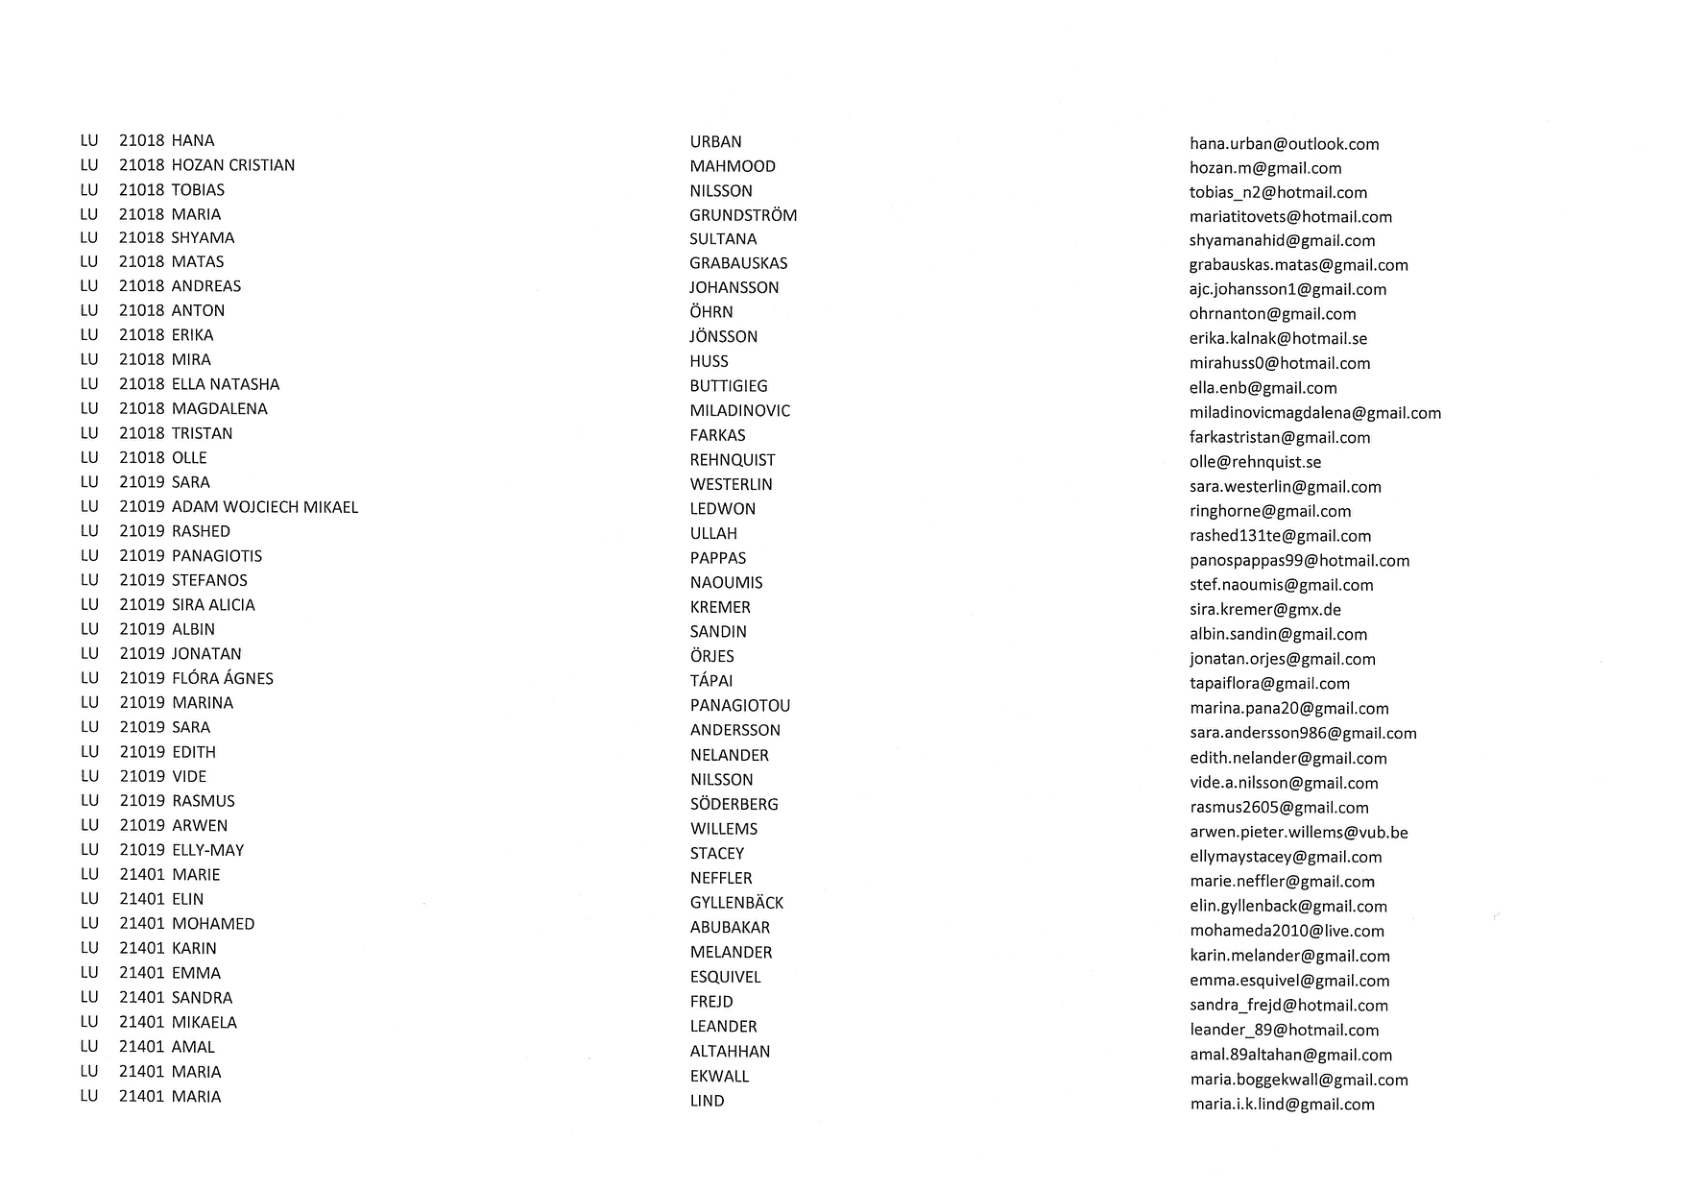 LU 21018 HANA URBAN hana.urban@outlook.com
LU 21018 HOZAN CRISTIAN MAHMOOD hozan.m@gmail.com
LU 21018 TOBIAS NILSSON tobias_n2@hotmail.com
LU 21018 MARIA GRUNDSTRÖM mariatitovets@hotmail.com
LU 21018 SHYAMA SULTANA shyamanahid@gmail.com
LU 21018 MATAS GRABAUSKAS grabauskas.matas@gmail.com
LU 21018 ANDREAS JOHANSSON ajc.johansson1@gmail.com
LU 21018 ANTON ÖHRN ohrnanton@gmail.com
LU 21018 ERIKA JÖNSSON erika.kalnak@hotmail.se
LU 21018 MIRA HUSS mirahuss0@hotmail.com
LU 21018 ELLA NATASHA BUTTIGIEG ella.enb@gmail.com
LU 21018 MAGDALENA MILADINOVIC miladinovicmagdalena@gmail.com
LU 21018 TRISTAN FARKAS farkastristan@gmail.com
LU 21018 OLLE REHNQUIST olle@rehnquist.se
LU 21019 SARA WESTERLIN sara.westerlin@gmail.com
LU 21019 ADAM WOJCIECH MIKAEL LEDWON ringhorne@gmail.com
LU 21019 RASHED ULLAH rashed131te@gmail.com
LU 21019 PANAGIOTIS PAPPAS panospappas99@hotmail.com
LU 21019 STEFANOS NAOUMIS stef.naoumis@gmail.com
LU 21019 SIRA ALICIA KREMER sira.kremer@gmx.de
LU 21019 ALBIN SANDIN albin.sandin@gmail.com
LU 21019 JONATAN ÖRJES jonatan.orjes@gmail.com
LU 21019 FLÓRA ÁGNES TÁPAI tapaiflora@gmail.com
LU 21019 MARINA PANAGIOTOU marina.pana20@gmail.com
LU 21019 SARA ANDERSSON sara.andersson986@gmail.com
LU 21019 EDITH NELANDER edith.nelander@gmail.com
LU 21019 VIDE NILSSON vide.a.nilsson@gmail.com
LU 21019 RASMUS SÖDERBERG rasmus2605@gmail.com
LU 21019 ARWEN WILLEMS arwen.pieter.willems@vub.be
LU 21019 ELLY-MAY STACEY ellymaystacey@gmail.com
LU 21401 MARIE NEFFLER marie.neffler@gmail.com
LU 21401 ELIN GYLLENBÄCK elin.gyllenback@gmail.com
LU 21401 MOHAMED ABUBAKAR mohameda2010@live.com
LU 21401 KARIN MELANDER karin.melander@gmail.com
LU 21401 EMMA ESQUIVEL emma.esquivel@gmail.com
LU 21401 SANDRA FREJD sandra_frejd@hotmail.com
LU 21401 MIKAELA LEANDER leander_89@hotmail.com
LU 21401 AMAL ALTAHHAN amal.89altahan@gmail.com
LU 21401 MARIA EKWALL maria.boggekwall@gmail.com
LU 21401 MARIA LIND maria.i.k.lind@gmail.com